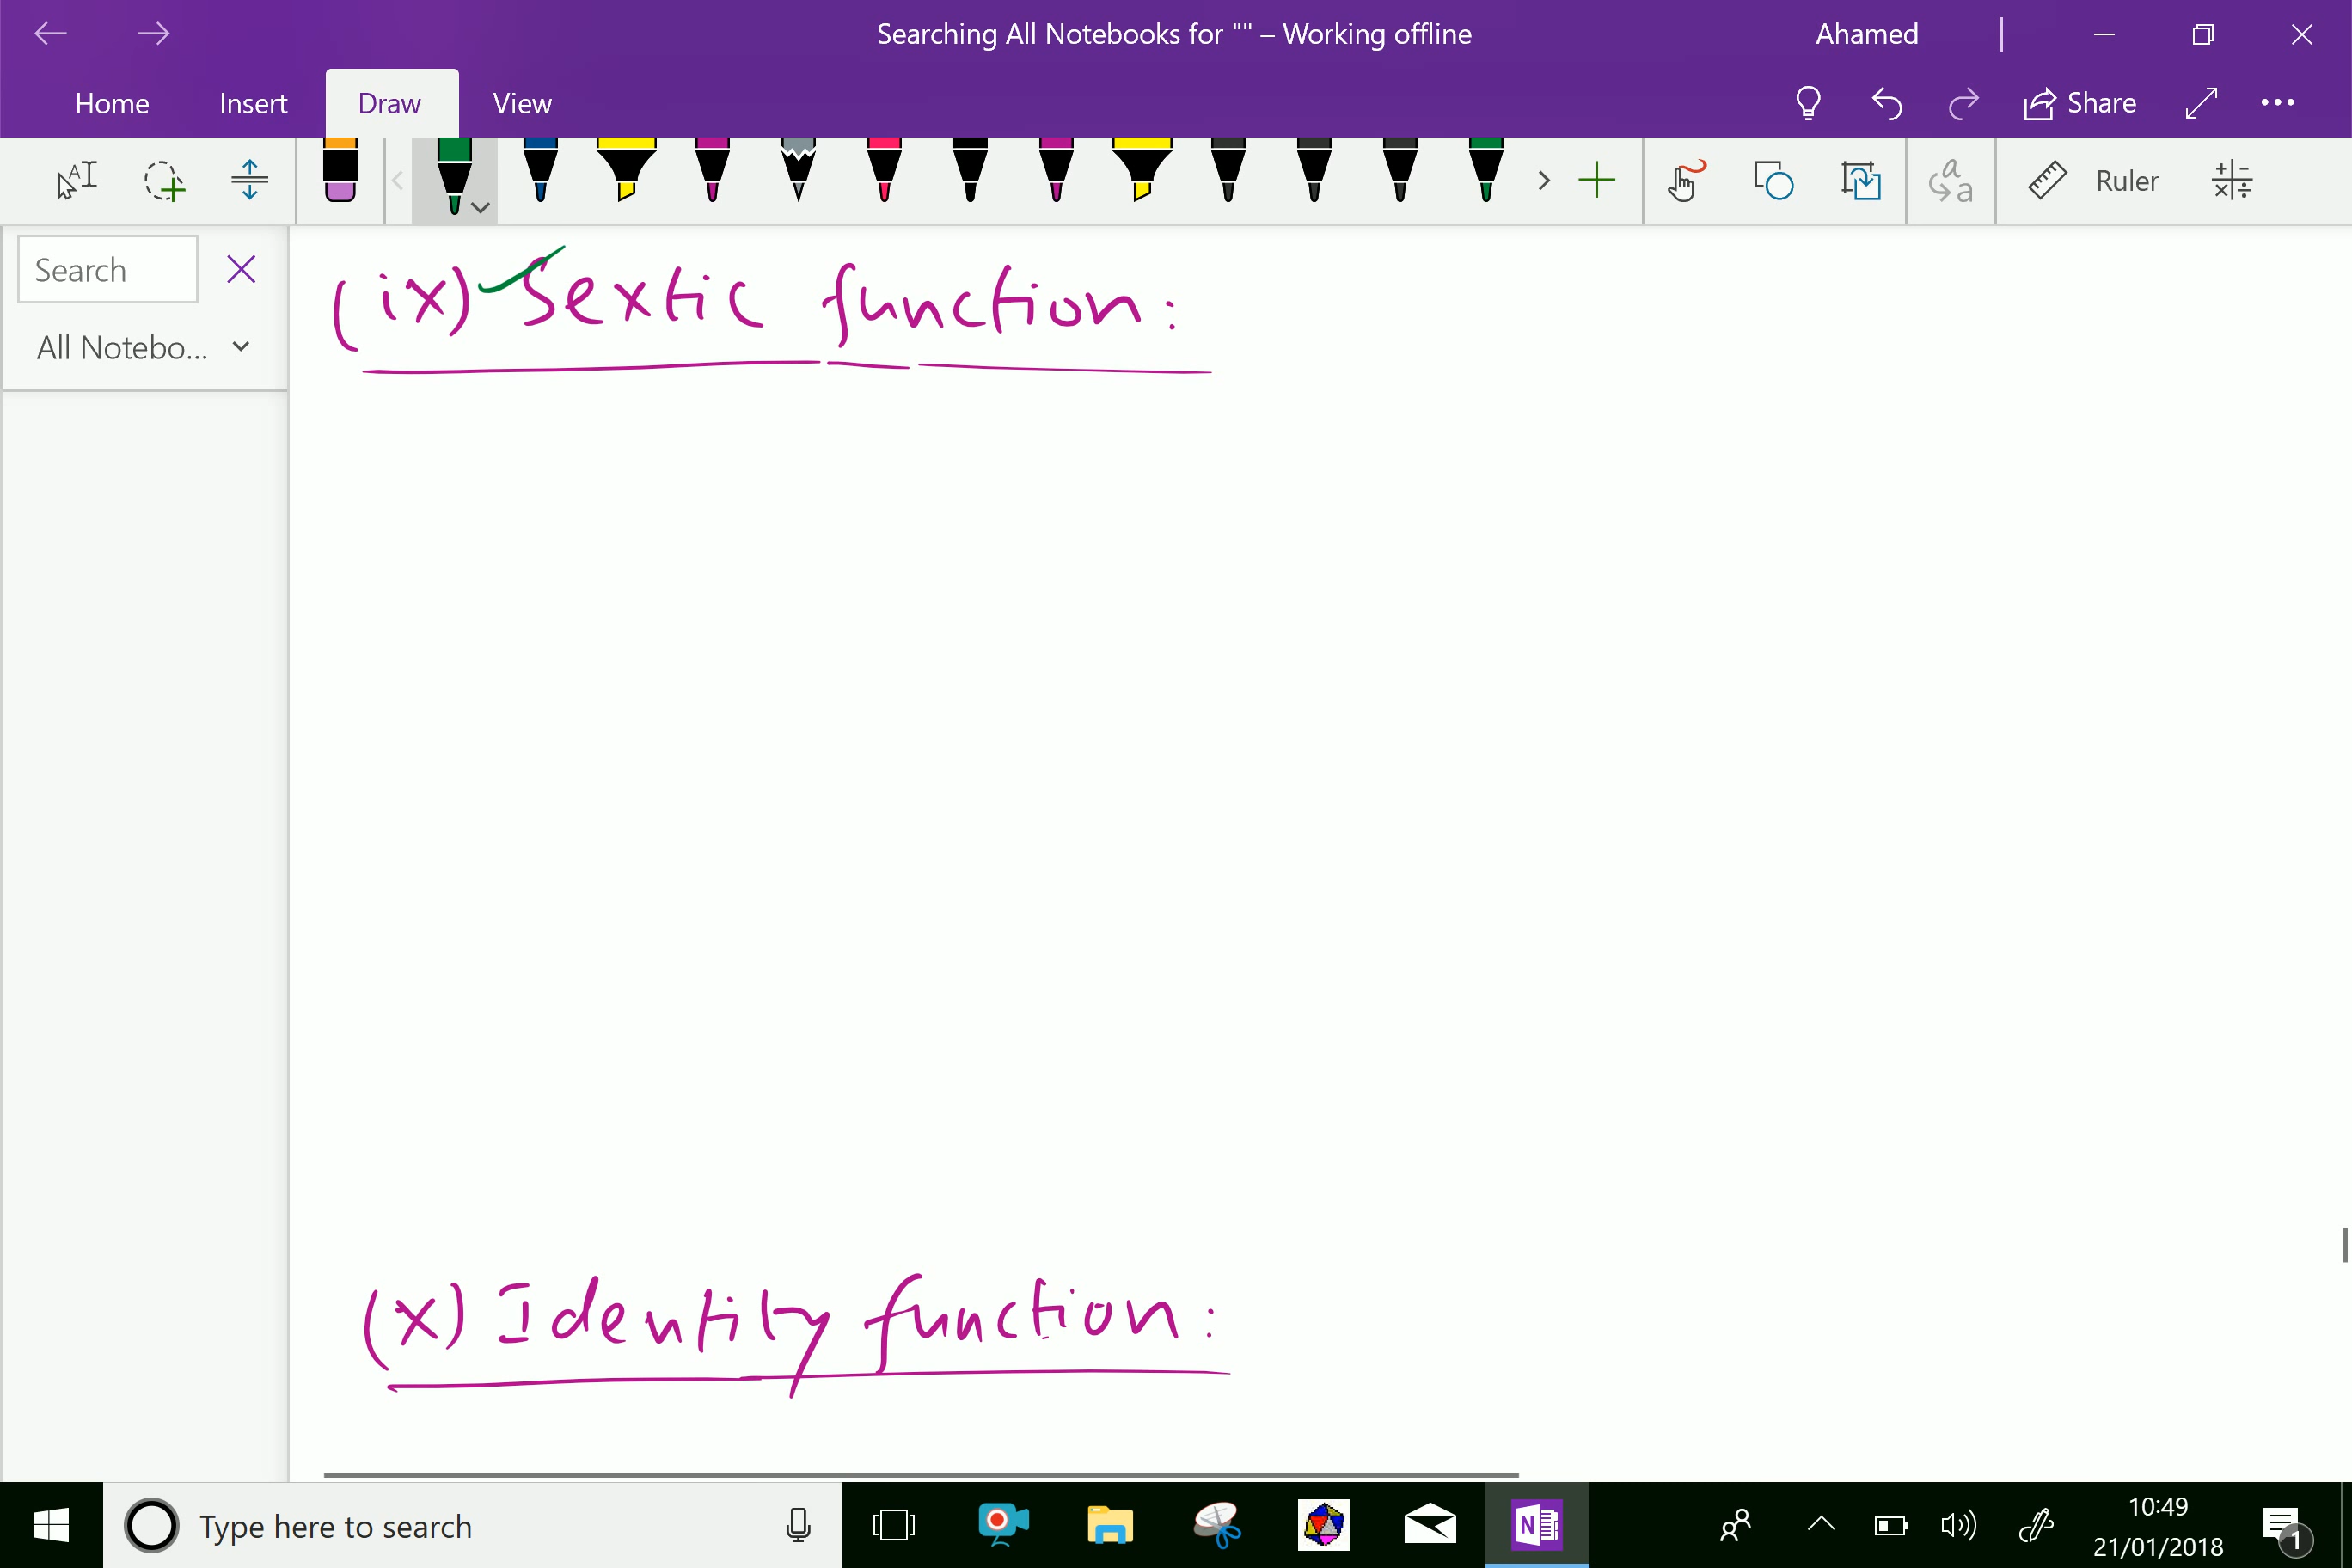 Searching All Notebooks for "" – Working offline
Ahamed
Home Insert Draw View
Share
Ruler
Search
All Notebo...
(ix) Sextic function:
(x) Identity function:
Type here to search
N
10:49
21/01/2018
1